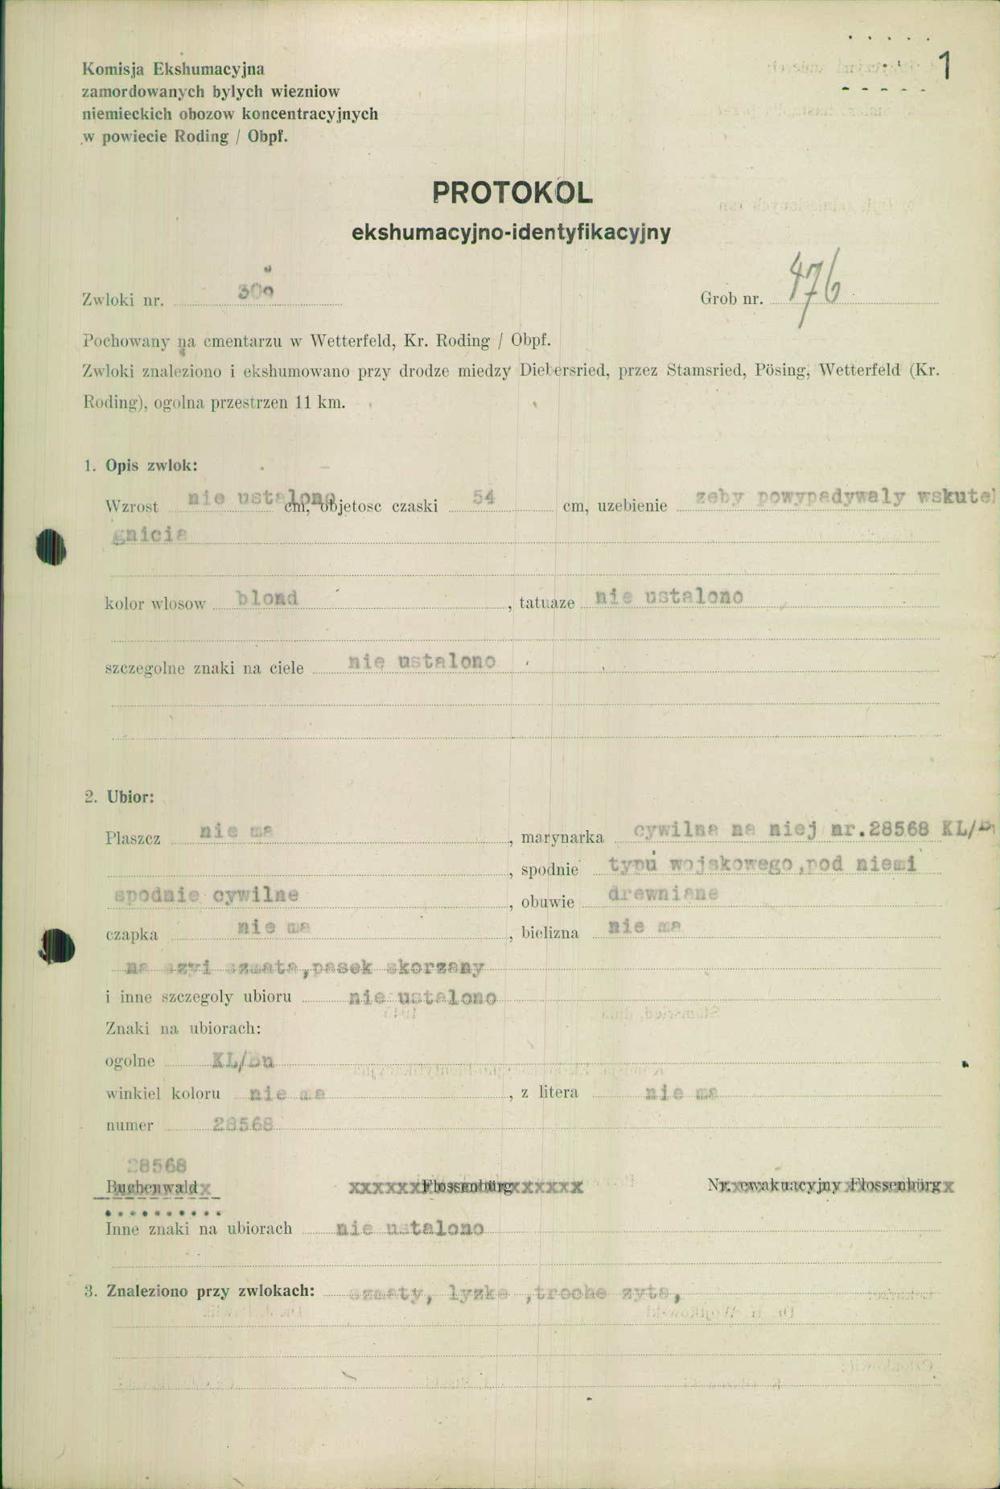 1
Komisja Ekshumacyjna
zamordowanych bylych wiezniow
niemieckich obozow koncentracyjnych
w powiecie Roding / Obpf.
PROTOKOL
ekshumacyjno-identyfikacyjny
Zwloki nr. 300 Grob nr. 476
Pochowany na cmentarzu w Wetterfeld, Kr. Roding / Obpf.
Zwloki znaleziono i ekshumowano przy drodze miedzy Diebersried, przez Stamsried, Pösing, Wetterfeld (Kr.
Roding), ogolna przestrzen 11 km.
1. Opis zwlok:
Wzrost nie ustalono cm, objetosc czaski 54 cm, uzebienie zeby powypadywaly wskutek
gnicia
kolor wlosow blond, tatuaze nie ustalono
szczegolne znaki na ciele nie ustalono
2. Ubior:
Plaszcz nie ma, marynarka cywilna na niej nr.28568 KL/Bu
, spodnie typu wojskowego,pod niemi
spodnie cywilne, obuwie drewniane
czapka nie ma, bielizna nie ma
na szyi szmata,pasek skorzany
i inne szczegoly ubioru nie ustalono
Znaki na ubiorach:
ogolne KL/Bu
winkiel koloru nie ma, z litera nie ma
numer 28568
28568
Buchenwald xxxxxxFlossenbürgxxxxxx Nr. ewakuacyjny Flossenbürg x
Inne znaki na ubiorach nie ustalono
3. Znaleziono przy zwlokach: szmaty, lyzke ,troche zyta,